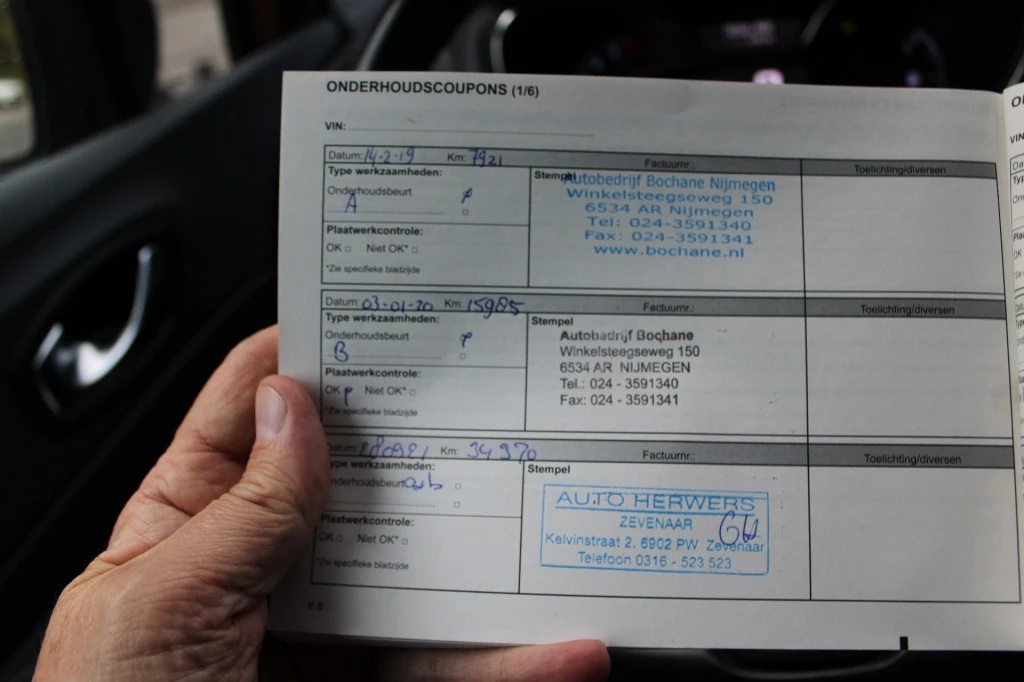 ONDERHOUDSCOUPONS (1/6)
VIN:
Datum: 14-2-19 Km: 7921 Factuurnr.: Toelichting/diversen
Type werkzaamheden:
Onderhoudsbeurt
A
Plaatwerkcontrole:
OK Niet OK*
*Zie specifieke bladzijde
Stempel
Autobedrijf Bochane Nijmegen
Winkelsteegseweg 150
6534 AR Nijmegen
Tel: 024-3591340
Fax: 024-3591341
www.bochane.nl
Datum: 03-01-20 Km: 15985 Factuurnr.: Toelichting/diversen
Type werkzaamheden:
Onderhoudsbeurt
B
Plaatwerkcontrole:
OK Niet OK*
*Zie specifieke bladzijde
Stempel
Autobedrijf Bochane
Winkelsteegseweg 150
6534 AR NIJMEGEN
Tel.: 024 - 3591340
Fax: 024 - 3591341
Datum: 280921 Km: 34970 Factuurnr.: Toelichting/diversen
ype werkzaamheden:
nderhoudsbeurt
Plaatwerkcontrole:
OK Niet OK*
*Zie specifieke bladzijde
Stempel
AUTO HERWERS
ZEVENAAR
Kelvinstraat 2, 6902 PW Zevenaar
Telefoon 0316 - 523 523